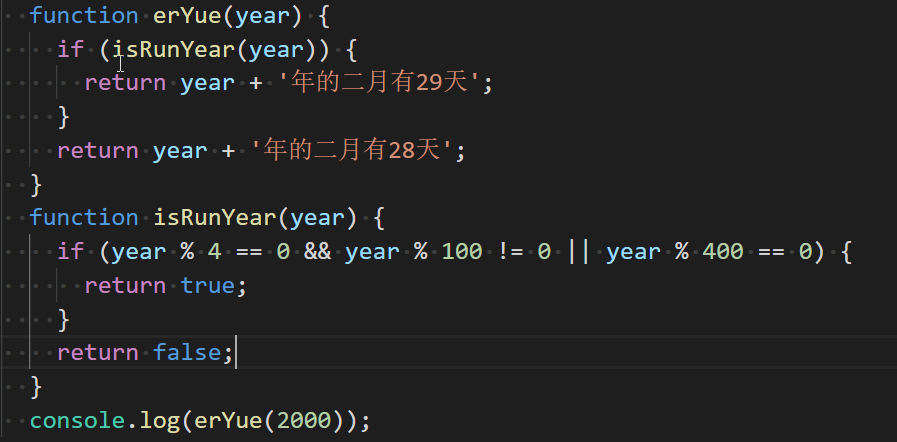 function erYue(year) {
if (isRunYear(year)) {
return year + '年的二月有29天';
}
return year + '年的二月有28天';
}
function isRunYear(year) {
if (year % 4 == 0 && year % 100 != 0 || year % 400 == 0) {
return true;
}
return false;
}
console.log(erYue(2000));